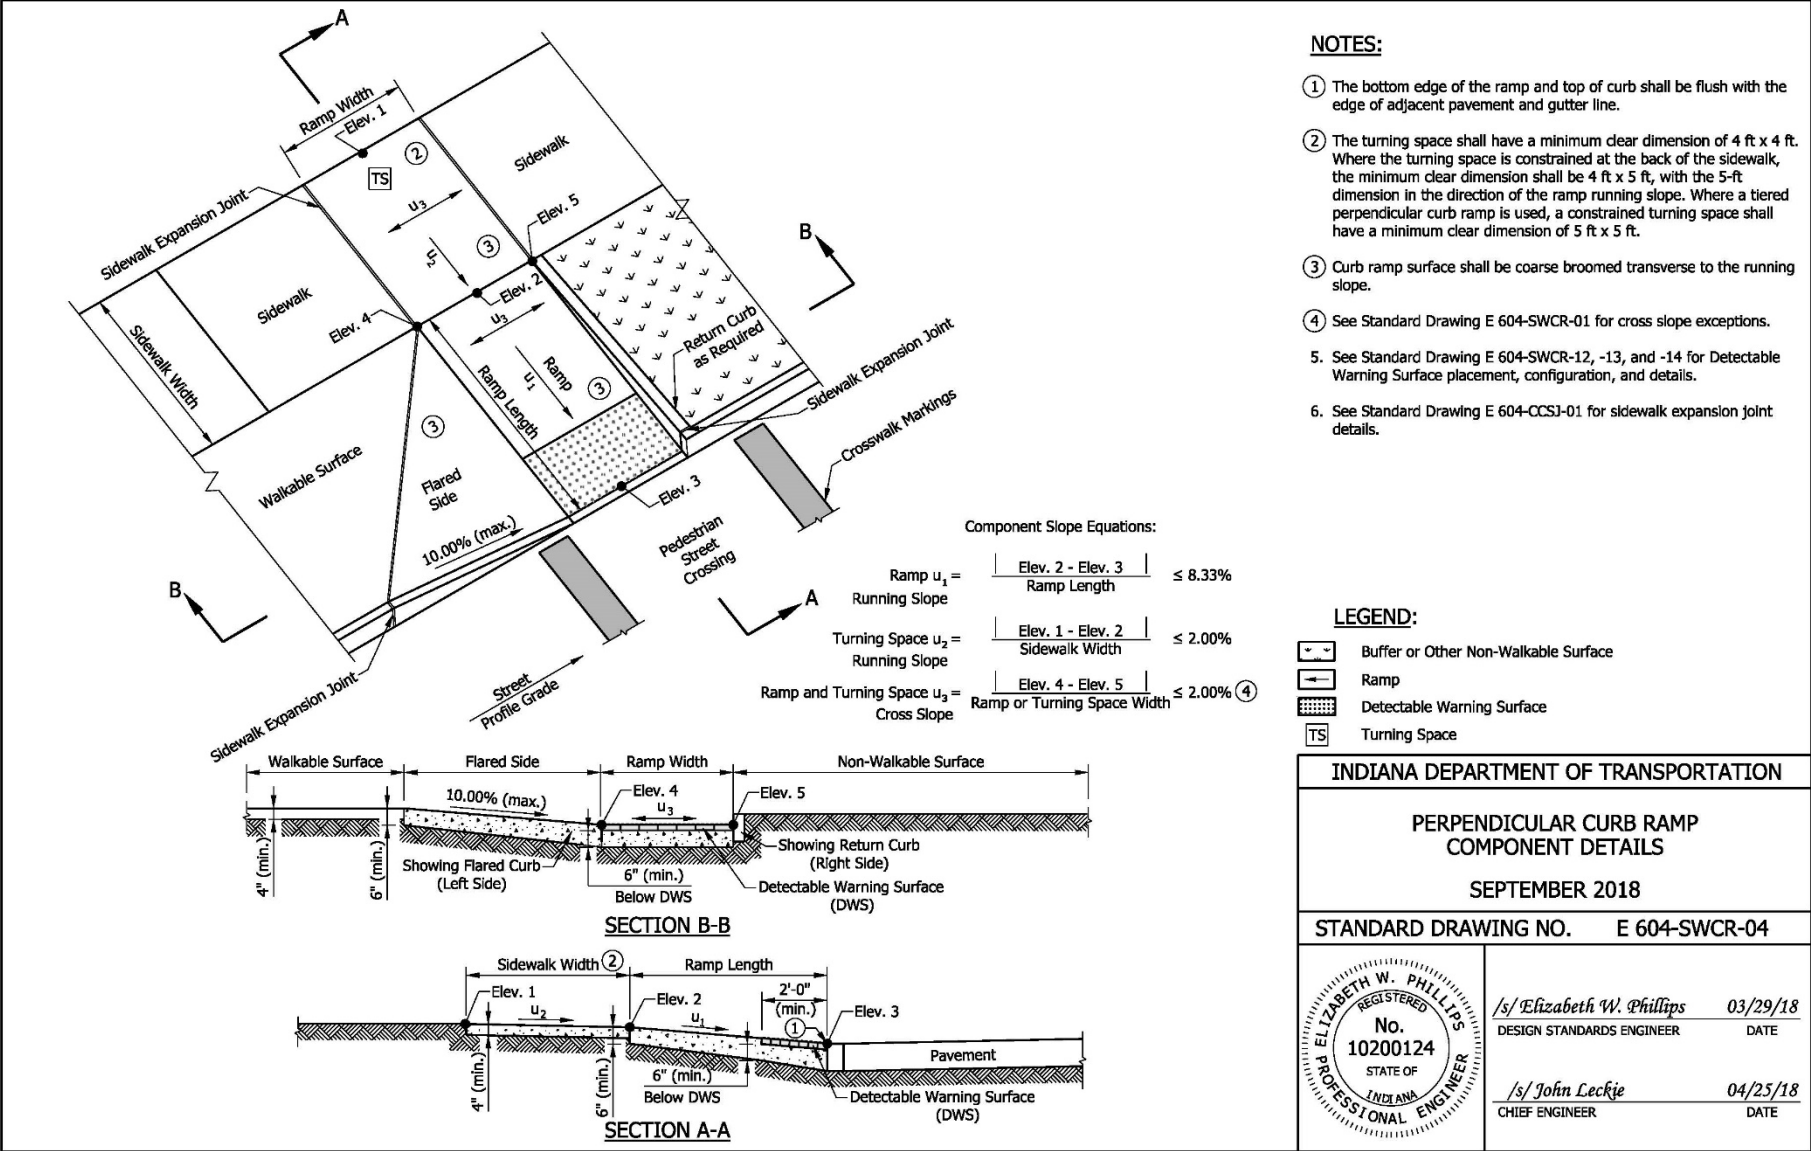 A
Ramp Width
Elev. 1
2
TS
Sidewalk
Sidewalk Expansion Joint
u3
Elev. 5
B
3
u2
Elev. 2
Sidewalk
Elev. 4
u3
Sidewalk Width
Return Curb
as Required
Ramp
u1
Ramp Length
3
Sidewalk Expansion Joint
3
Crosswalk Markings
Walkable Surface
Flared
Side
Elev. 3
10.00% (max.)
Pedestrian
Street
Crossing
B
A
Street
Profile Grade
Sidewalk Expansion Joint
Component Slope Equations:
Ramp u1 = | Elev. 2 - Elev. 3 | ≤ 8.33%
Running Slope Ramp Length
Turning Space u2 = | Elev. 1 - Elev. 2 | ≤ 2.00%
Running Slope Sidewalk Width
Ramp and Turning Space u3 = | Elev. 4 - Elev. 5 | ≤ 2.00% 4
Cross Slope Ramp or Turning Space Width
NOTES:
1 The bottom edge of the ramp and top of curb shall be flush with the
edge of adjacent pavement and gutter line.
2 The turning space shall have a minimum clear dimension of 4 ft x 4 ft.
Where the turning space is constrained at the back of the sidewalk,
the minimum clear dimension shall be 4 ft x 5 ft, with the 5-ft
dimension in the direction of the ramp running slope. Where a tiered
perpendicular curb ramp is used, a constrained turning space shall
have a minimum clear dimension of 5 ft x 5 ft.
3 Curb ramp surface shall be coarse broomed transverse to the running
slope.
4 See Standard Drawing E 604-SWCR-01 for cross slope exceptions.
5. See Standard Drawing E 604-SWCR-12, -13, and -14 for Detectable
Warning Surface placement, configuration, and details.
6. See Standard Drawing E 604-CCSJ-01 for sidewalk expansion joint
details.
LEGEND:
Buffer or Other Non-Walkable Surface
Ramp
Detectable Warning Surface
TS Turning Space
Walkable Surface Flared Side Ramp Width Non-Walkable Surface
10.00% (max.)
Elev. 4
u3
Elev. 5
4" (min.)
6" (min.)
Showing Flared Curb
(Left Side)
6" (min.)
Below DWS
Showing Return Curb
(Right Side)
Detectable Warning Surface
(DWS)
SECTION B-B
Sidewalk Width 2 Ramp Length
Elev. 1
u2
Elev. 2
u1
2'-0"
(min.)
1
Elev. 3
Pavement
4" (min.)
6" (min.)
6" (min.)
Below DWS
Detectable Warning Surface
(DWS)
SECTION A-A
INDIANA DEPARTMENT OF TRANSPORTATION
PERPENDICULAR CURB RAMP
COMPONENT DETAILS
SEPTEMBER 2018
STANDARD DRAWING NO. E 604-SWCR-04
ELIZABETH W. PHILLIPS
REGISTERED
No.
10200124
STATE OF
INDIANA
PROFESSIONAL ENGINEER
/s/ Elizabeth W. Phillips 03/29/18
DESIGN STANDARDS ENGINEER DATE
/s/ John Leckie 04/25/18
CHIEF ENGINEER DATE